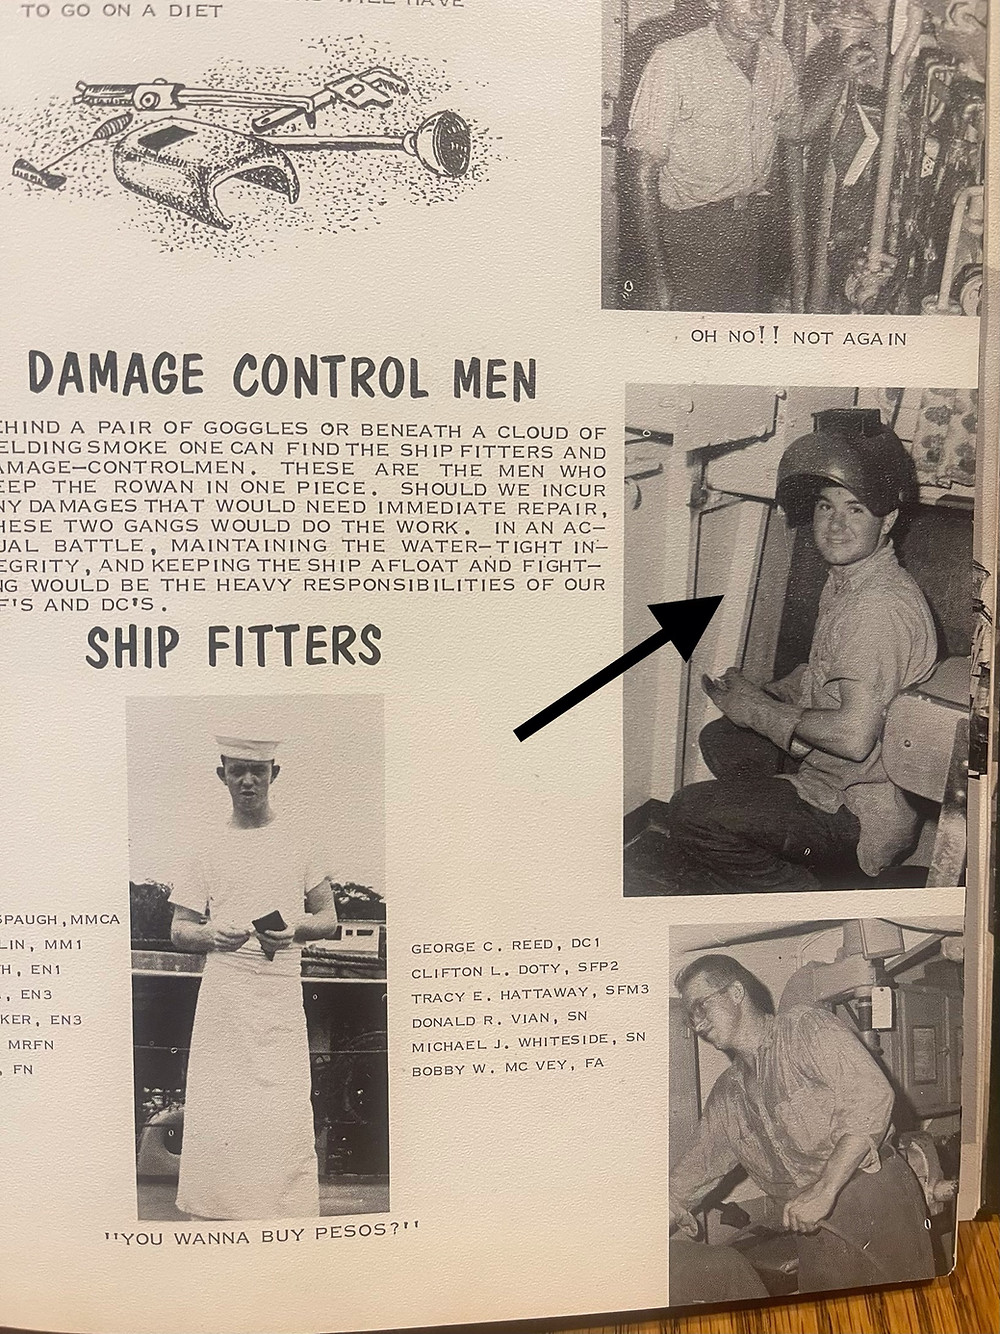 WILL HAVE
TO GO ON A DIET
OH NO!! NOT AGAIN
DAMAGE CONTROL MEN
EHIND A PAIR OF GOGGLES OR BENEATH A CLOUD OF
ELDING SMOKE ONE CAN FIND THE SHIP FITTERS AND
AMAGE-CONTROLMEN. THESE ARE THE MEN WHO
EEP THE ROWAN IN ONE PIECE. SHOULD WE INCUR
NY DAMAGES THAT WOULD NEED IMMEDIATE REPAIR,
HESE TWO GANGS WOULD DO THE WORK. IN AN AC-
UAL BATTLE, MAINTAINING THE WATER-TIGHT IN-
EGRITY, AND KEEPING THE SHIP AFLOAT AND FIGHT-
NG WOULD BE THE HEAVY RESPONSIBILITIES OF OUR
F'S AND DC'S.
SHIP FITTERS
SPAUGH, MMCA
LIN, MM1
H, EN1
, EN3
KER, EN3
MRFN
, FN
GEORGE C. REED, DC1
CLIFTON L. DOTY, SFP2
TRACY E. HATTAWAY, SFM3
DONALD R. VIAN, SN
MICHAEL J. WHITESIDE, SN
BOBBY W. MC VEY, FA
"YOU WANNA BUY PESOS?"